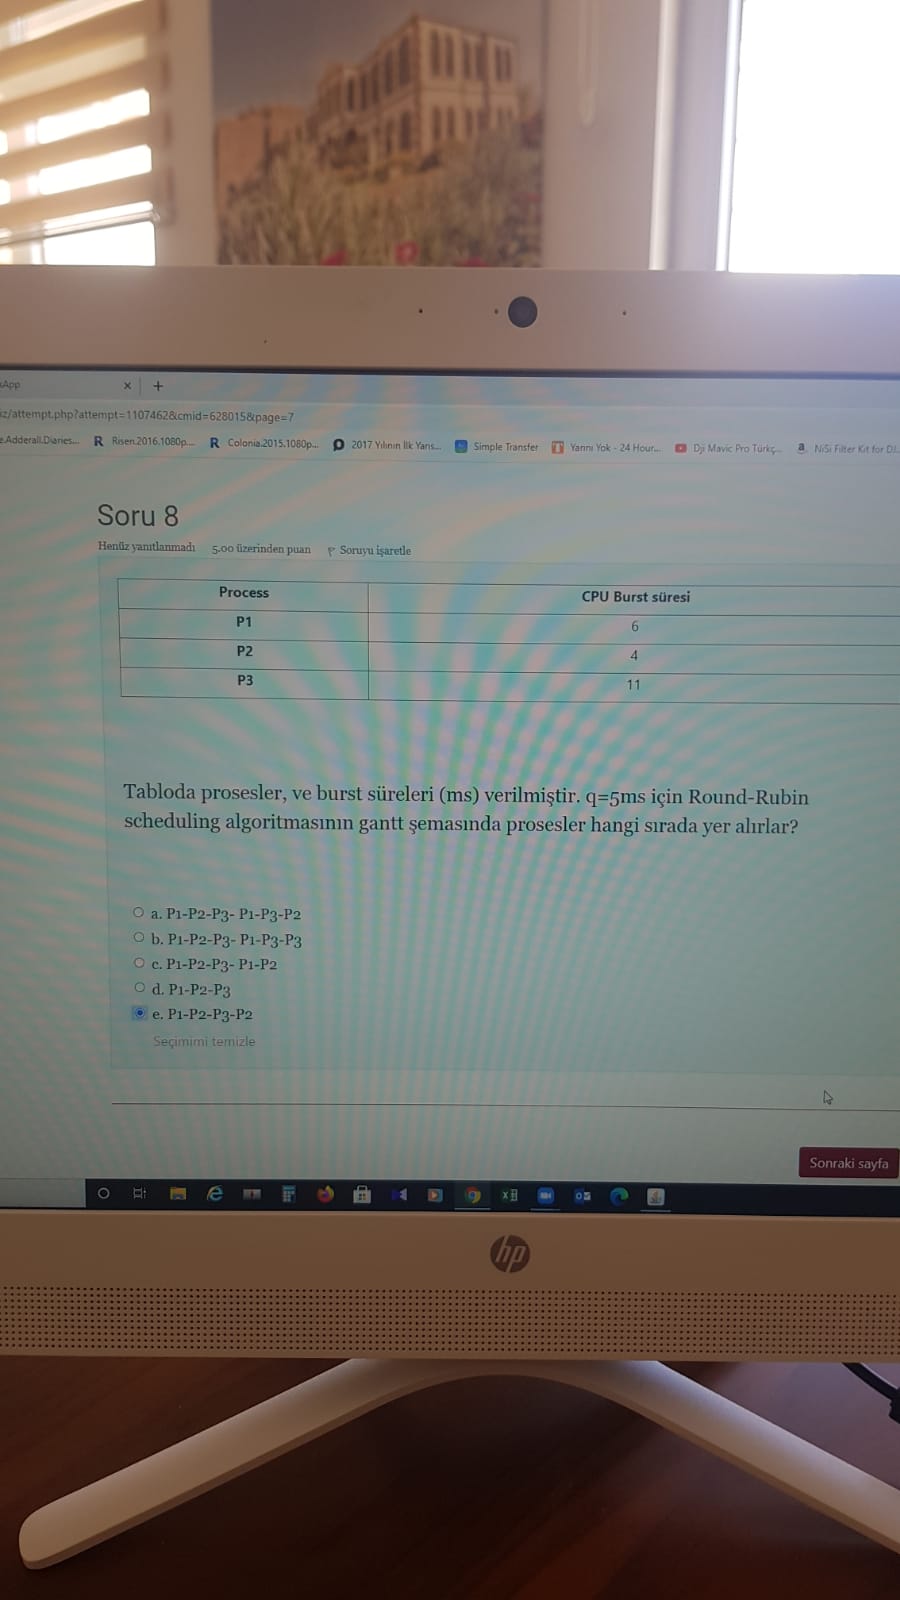 App × +
iz/attempt.php?attempt=1107462&cmid=628015&page=7
e.Adderall.Diaries... R Risen.2016.1080p... R Colonia.2015.1080p... 2017 Yılının İlk Yarıs... Simple Transfer Yarını Yok - 24 Hour... Dji Mavic Pro Türkç... a NiSi Filter Kit for DJ...
Soru 8
Henüz yanıtlanmadı 5.00 üzerinden puan Soruyu işaretle
Process CPU Burst süresi
P1 6
P2 4
P3 11
Tabloda prosesler, ve burst süreleri (ms) verilmiştir. q=5ms için Round-Rubin
scheduling algoritmasının gantt şemasında prosesler hangi sırada yer alırlar?
a. P1-P2-P3- P1-P3-P2
b. P1-P2-P3- P1-P3-P3
c. P1-P2-P3- P1-P2
d. P1-P2-P3
e. P1-P2-P3-P2
Seçimimi temizle
Sonraki sayfa
hp